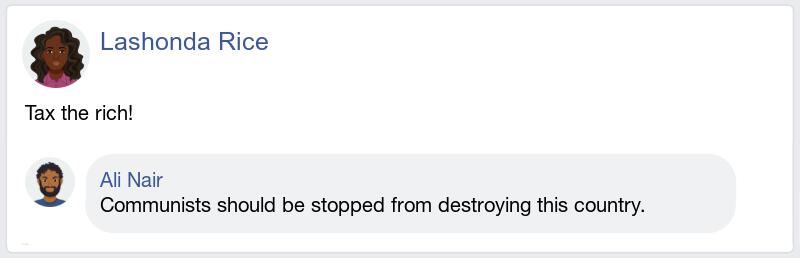 Lashonda Rice
Tax the rich!
Ali Nair
Communists should be stopped from destroying this country.